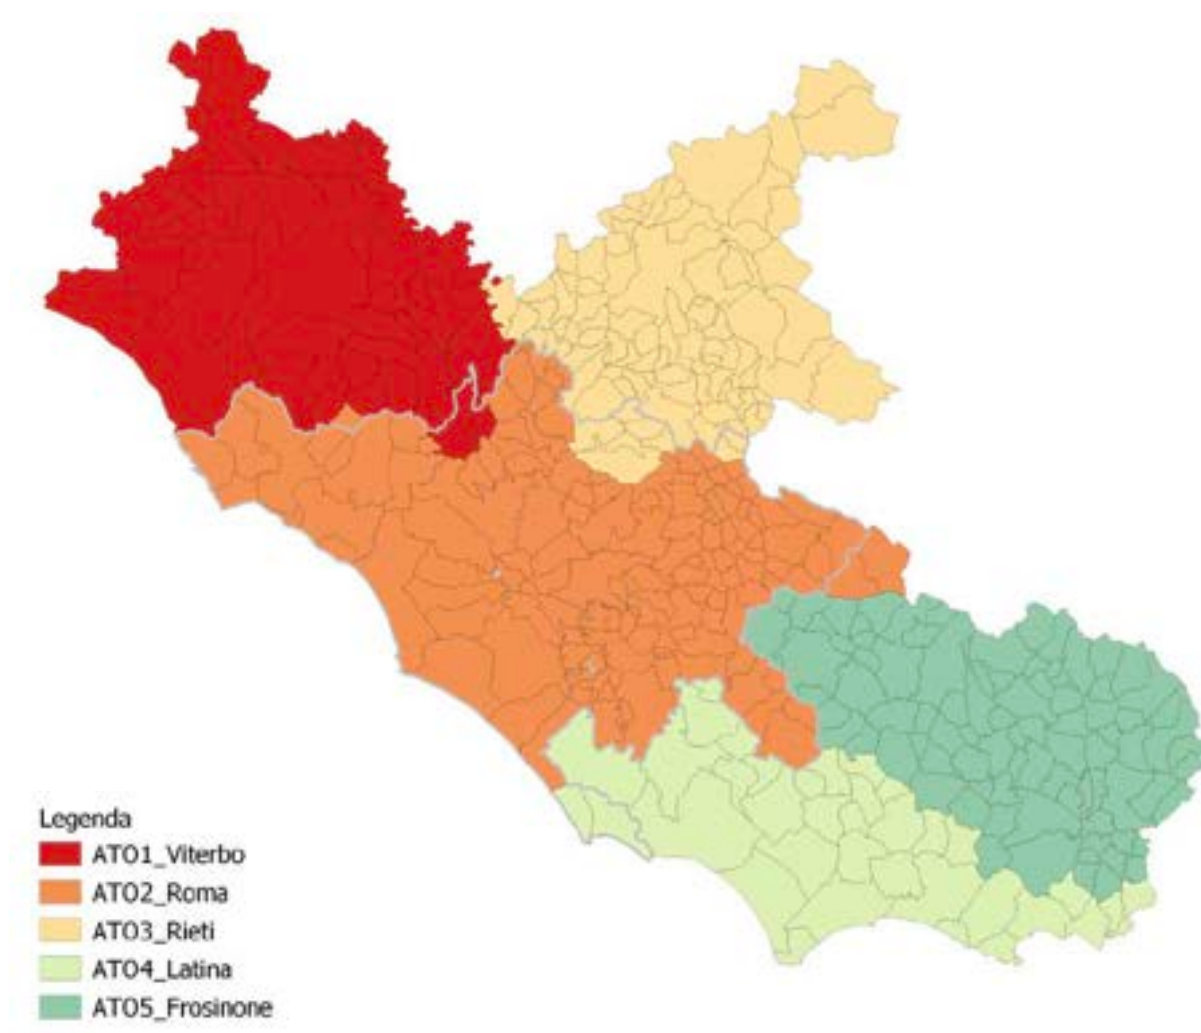 Legenda
ATO1_Viterbo
ATO2_Roma
ATO3_Rieti
ATO4_Latina
ATO5_Frosinone